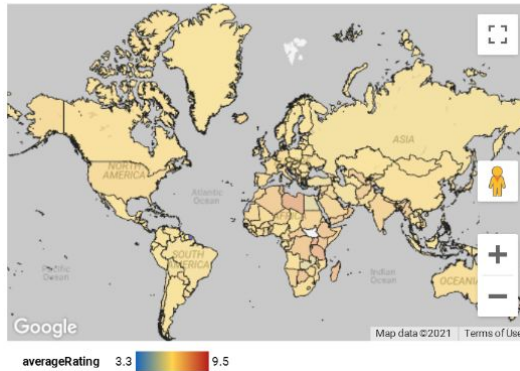 ASIA
NORTH
AMERICA
Atlantic
Ocean
AFRICA
SOUTH
AMERICA
Pacific
Ocean
Indian
Ocean
OCEANIA
Google
Map data ©2021
Terms of Use
averageRating 3.3 9.5